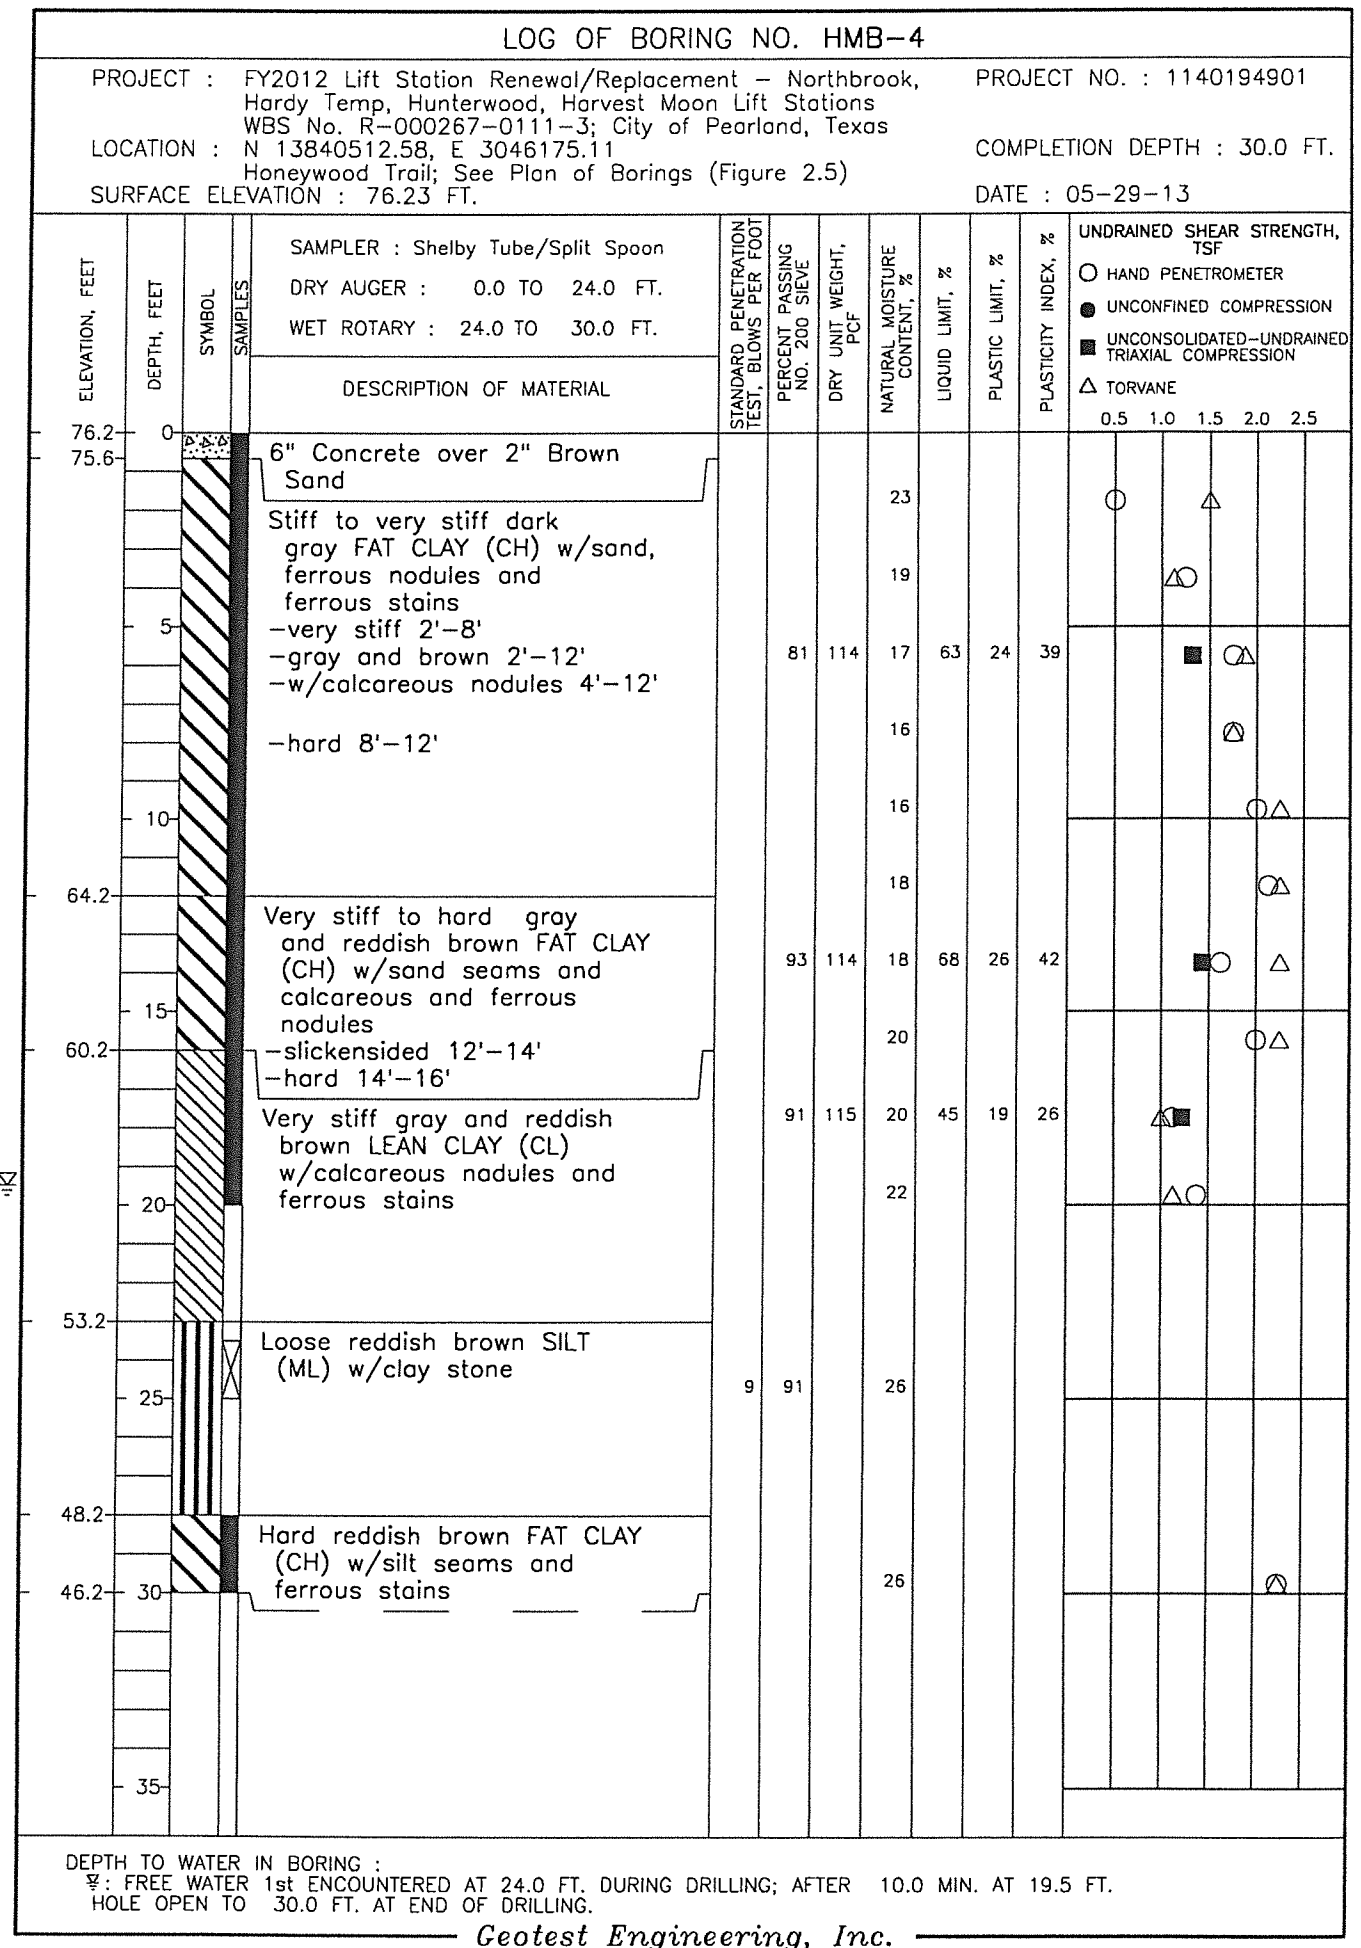 LOG OF BORING NO. HMB-4
PROJECT : FY2012 Lift Station Renewal/Replacement - Northbrook, PROJECT NO. : 1140194901
Hardy Temp, Hunterwood, Harvest Moon Lift Stations
WBS No. R-000267-0111-3; City of Pearland, Texas
LOCATION : N 13840512.58, E 3046175.11 COMPLETION DEPTH : 30.0 FT.
Honeywood Trail; See Plan of Borings (Figure 2.5)
SURFACE ELEVATION : 76.23 FT. DATE : 05-29-13
ELEVATION, FEET
DEPTH, FEET
SYMBOL
SAMPLES
SAMPLER : Shelby Tube/Split Spoon
DRY AUGER : 0.0 TO 24.0 FT.
WET ROTARY : 24.0 TO 30.0 FT.
DESCRIPTION OF MATERIAL
STANDARD PENETRATION
TEST, BLOWS PER FOOT
PERCENT PASSING
NO. 200 SIEVE
DRY UNIT WEIGHT,
PCF
NATURAL MOISTURE
CONTENT, %
LIQUID LIMIT, %
PLASTIC LIMIT, %
PLASTICITY INDEX, %
UNDRAINED SHEAR STRENGTH,
TSF
HAND PENETROMETER
UNCONFINED COMPRESSION
UNCONSOLIDATED-UNDRAINED
TRIAXIAL COMPRESSION
TORVANE
0.5 1.0 1.5 2.0 2.5
76.2 0
75.6 6" Concrete over 2" Brown
Sand
23
Stiff to very stiff dark
gray FAT CLAY (CH) w/sand,
ferrous nodules and 19
ferrous stains
5 -very stiff 2'-8'
-gray and brown 2'-12' 81 114 17 63 24 39
-w/calcareous nodules 4'-12'
16
-hard 8'-12'
16
10
18
64.2
Very stiff to hard gray
and reddish brown FAT CLAY
(CH) w/sand seams and 93 114 18 68 26 42
calcareous and ferrous
15
nodules
20
60.2 -slickensided 12'-14'
-hard 14'-16'
Very stiff gray and reddish 91 115 20 45 19 26
brown LEAN CLAY (CL)
w/calcareous nodules and
20 ferrous stains 22
53.2
Loose reddish brown SILT
(ML) w/clay stone
25 9 91 26
48.2
Hard reddish brown FAT CLAY
(CH) w/silt seams and
46.2 30 ferrous stains 26
35
DEPTH TO WATER IN BORING :
: FREE WATER 1st ENCOUNTERED AT 24.0 FT. DURING DRILLING; AFTER 10.0 MIN. AT 19.5 FT.
HOLE OPEN TO 30.0 FT. AT END OF DRILLING.
Geotest Engineering, Inc.